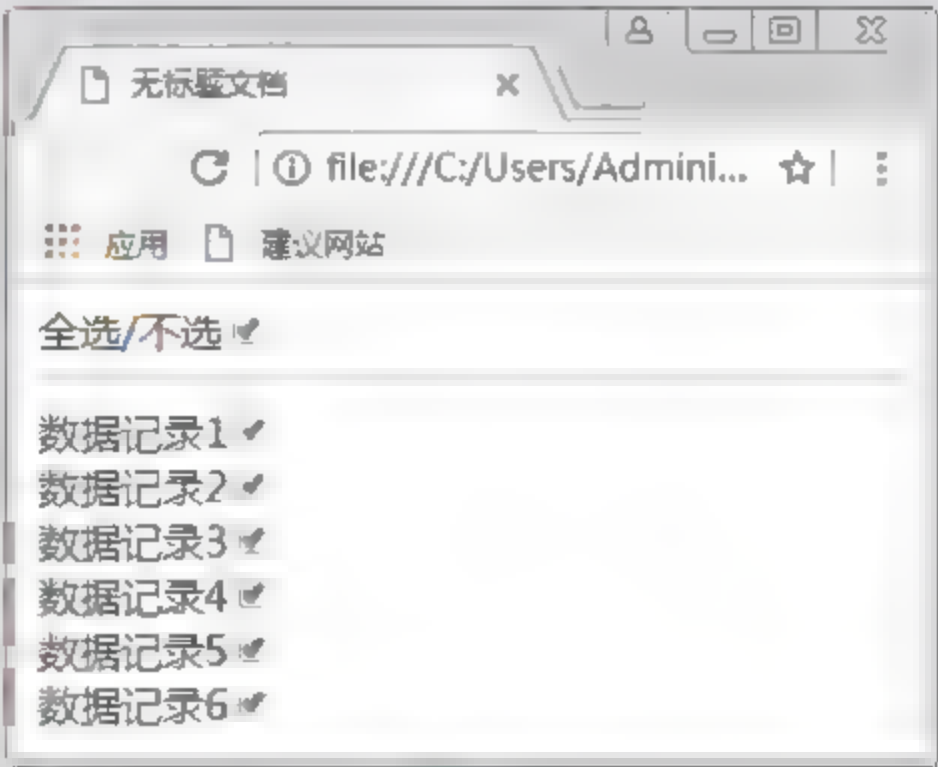 无标题文档
file:///C:/Users/Admini...
应用 建议网站
全选/不选
数据记录1
数据记录2
数据记录3
数据记录4
数据记录5
数据记录6